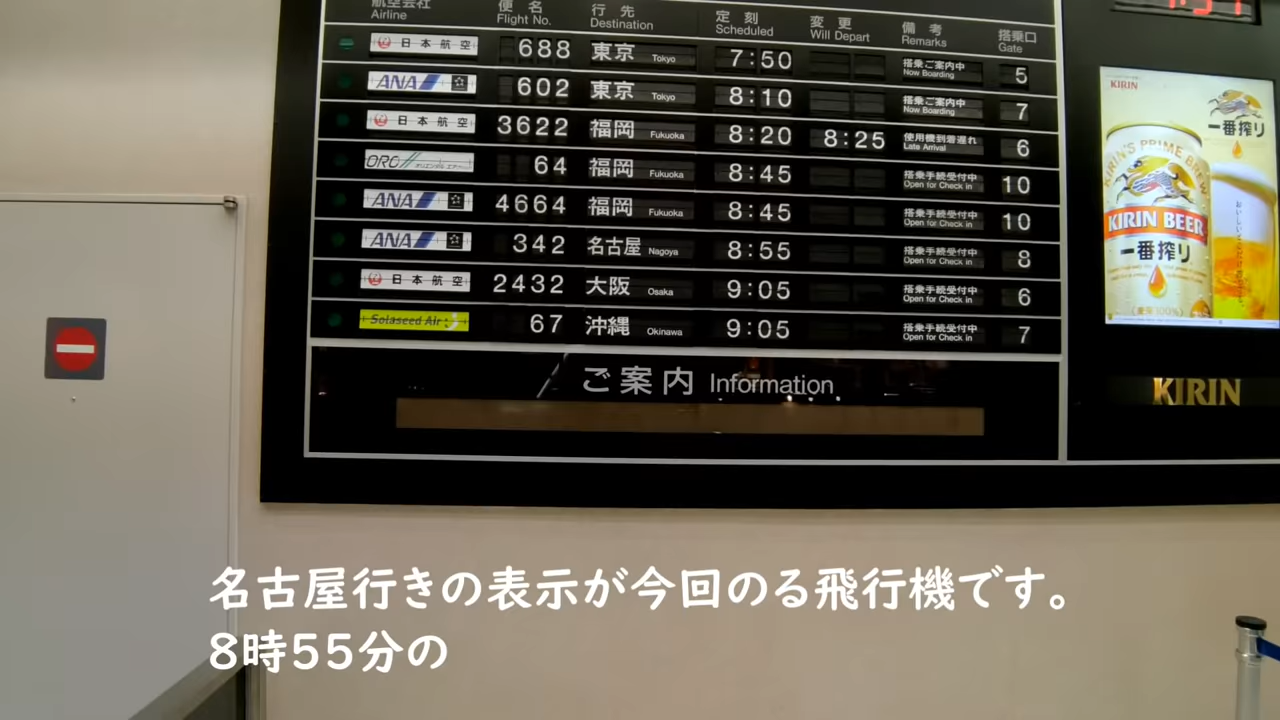 航空会社 便 名 行 先 定 刻 変 更 備 考 搭乗口
Airline Flight No. Destination Scheduled Will Depart Remarks Gate
日本航空 688 東京 Tokyo 7:50 搭乗ご案内中 Now Boarding 5
ANA 602 東京 Tokyo 8:10 搭乗ご案内中 Now Boarding 7
日本航空 3622 福岡 Fukuoka 8:20 8:25 使用機到着遅れ Late Arrival 6
ORC 64 福岡 Fukuoka 8:45 搭乗手続受付中 Open for Check in 10
ANA 4664 福岡 Fukuoka 8:45 搭乗手続受付中 Open for Check in 10
ANA 342 名古屋 Nagoya 8:55 搭乗手続受付中 Open for Check in 8
日本航空 2432 大阪 Osaka 9:05 搭乗手続受付中 Open for Check in 6
Solaseed Air 67 沖縄 Okinawa 9:05 搭乗手続受付中 Open for Check in 7
ご案内 Information
KIRIN
一番搾り
KIRIN'S PRIME BREW
KIRIN BEER
一番搾り
KIRIN
名古屋行きの表示が今回のる飛行機です。
8時55分の